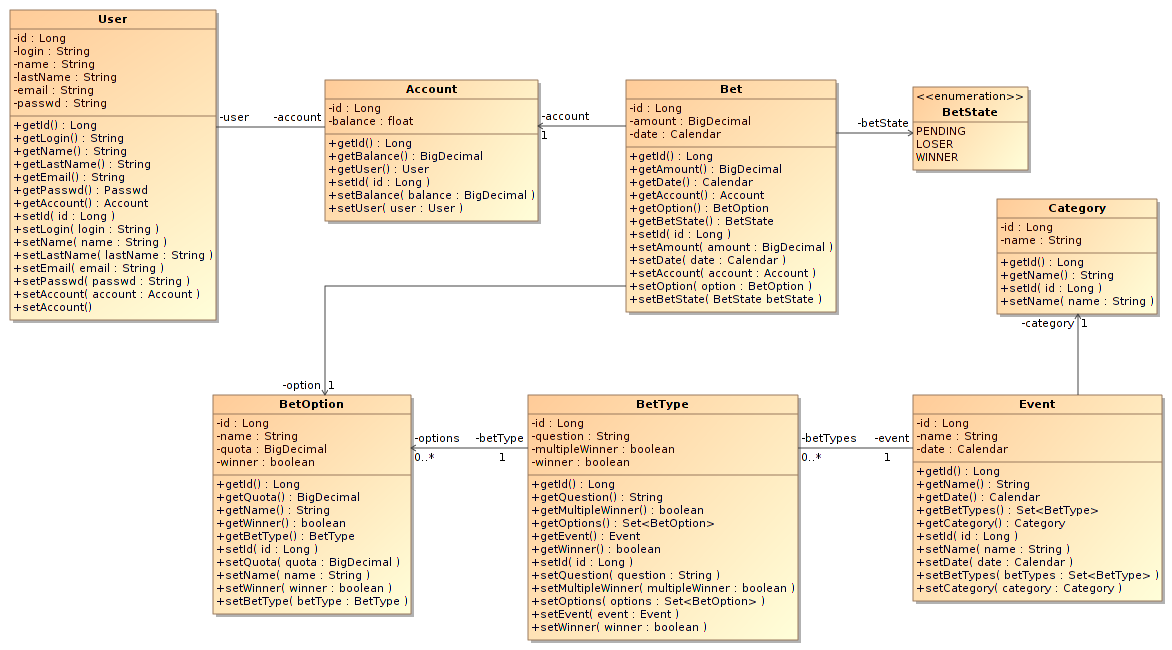 User
-id : Long
-login : String
-name : String
-lastName : String
-email : String
-passwd : String
+getId() : Long
+getLogin() : String
+getName() : String
+getLastName() : String
+getEmail() : String
+getPasswd() : Passwd
+getAccount() : Account
+setId( id : Long )
+setLogin( login : String )
+setName( name : String )
+setLastName( lastName : String )
+setEmail( email : String )
+setPasswd( passwd : String )
+setAccount( account : Account )
+setAccount()
-user
-account
Account
-id : Long
-balance : float
+getId() : Long
+getBalance() : BigDecimal
+getUser() : User
+setId( id : Long )
+setBalance( balance : BigDecimal )
+setUser( user : User )
-account
1
Bet
-id : Long
-amount : BigDecimal
-date : Calendar
+getId() : Long
+getAmount() : BigDecimal
+getDate() : Calendar
+getAccount() : Account
+getOption() : BetOption
+getBetState() : BetState
+setId( id : Long )
+setAmount( amount : BigDecimal )
+setDate( date : Calendar )
+setAccount( account : Account )
+setOption( option : BetOption )
+setBetState( BetState betState )
-betState
<<enumeration>>
BetState
PENDING
LOSER
WINNER
Category
-id : Long
-name : String
+getId() : Long
+getName() : String
+setId( id : Long )
+setName( name : String )
-category 1
-option 1
BetOption
-id : Long
-name : String
-quota : BigDecimal
-winner : boolean
+getId() : Long
+getQuota() : BigDecimal
+getName() : String
+getWinner() : boolean
+getBetType() : BetType
+setId( id : Long )
+setQuota( quota : BigDecimal )
+setName( name : String )
+setWinner( winner : boolean )
+setBetType( betType : BetType )
-options -betType
0..* 1
BetType
-id : Long
-question : String
-multipleWinner : boolean
-winner : boolean
+getId() : Long
+getQuestion() : String
+getMultipleWinner() : boolean
+getOptions() : Set<BetOption>
+getEvent() : Event
+getWinner() : boolean
+setId( id : Long )
+setQuestion( question : String )
+setMultipleWinner( multipleWinner : boolean )
+setOptions( options : Set<BetOption> )
+setEvent( event : Event )
+setWinner( winner : boolean )
-betTypes -event
0..* 1
Event
-id : Long
-name : String
-date : Calendar
+getId() : Long
+getName() : String
+getDate() : Calendar
+getBetTypes() : Set<BetType>
+getCategory() : Category
+setId( id : Long )
+setName( name : String )
+setDate( date : Calendar )
+setBetTypes( betTypes : Set<BetType> )
+setCategory( category : Category )